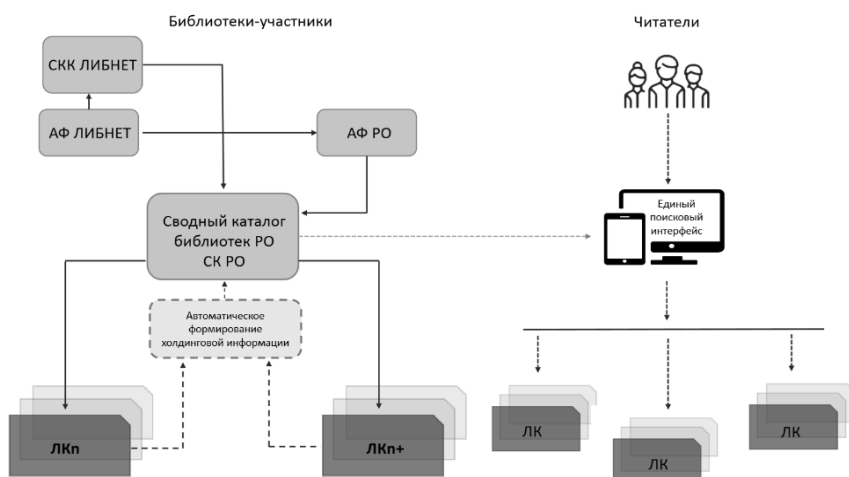 Библиотеки-участники
Читатели
СКК ЛИБНЕТ
АФ ЛИБНЕТ
АФ РО
Сводный каталог
библиотек РО
СК РО
Единый
поисковый
интерфейс
Автоматическое
формирование
холдинговой информации
ЛКn
ЛКn+
ЛК
ЛК
ЛК